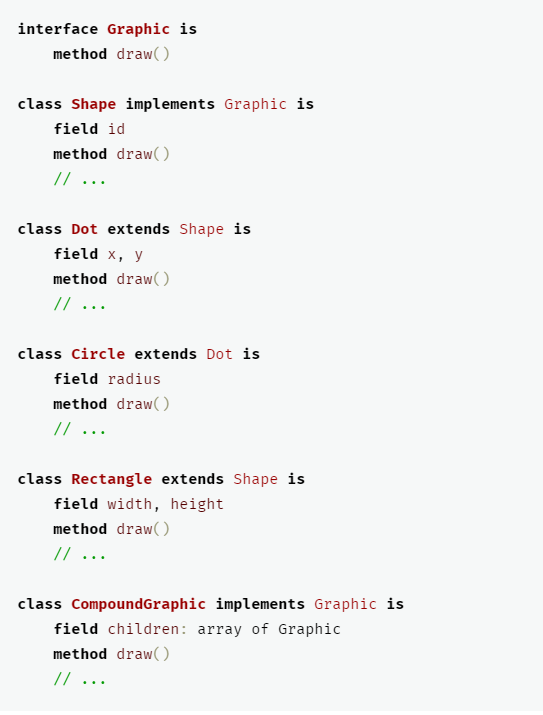 interface Graphic is
    method draw()

class Shape implements Graphic is
    field id
    method draw()
    // ...

class Dot extends Shape is
    field x, y
    method draw()
    // ...

class Circle extends Dot is
    field radius
    method draw()
    // ...

class Rectangle extends Shape is
    field width, height
    method draw()
    // ...

class CompoundGraphic implements Graphic is
    field children: array of Graphic
    method draw()
    // ...